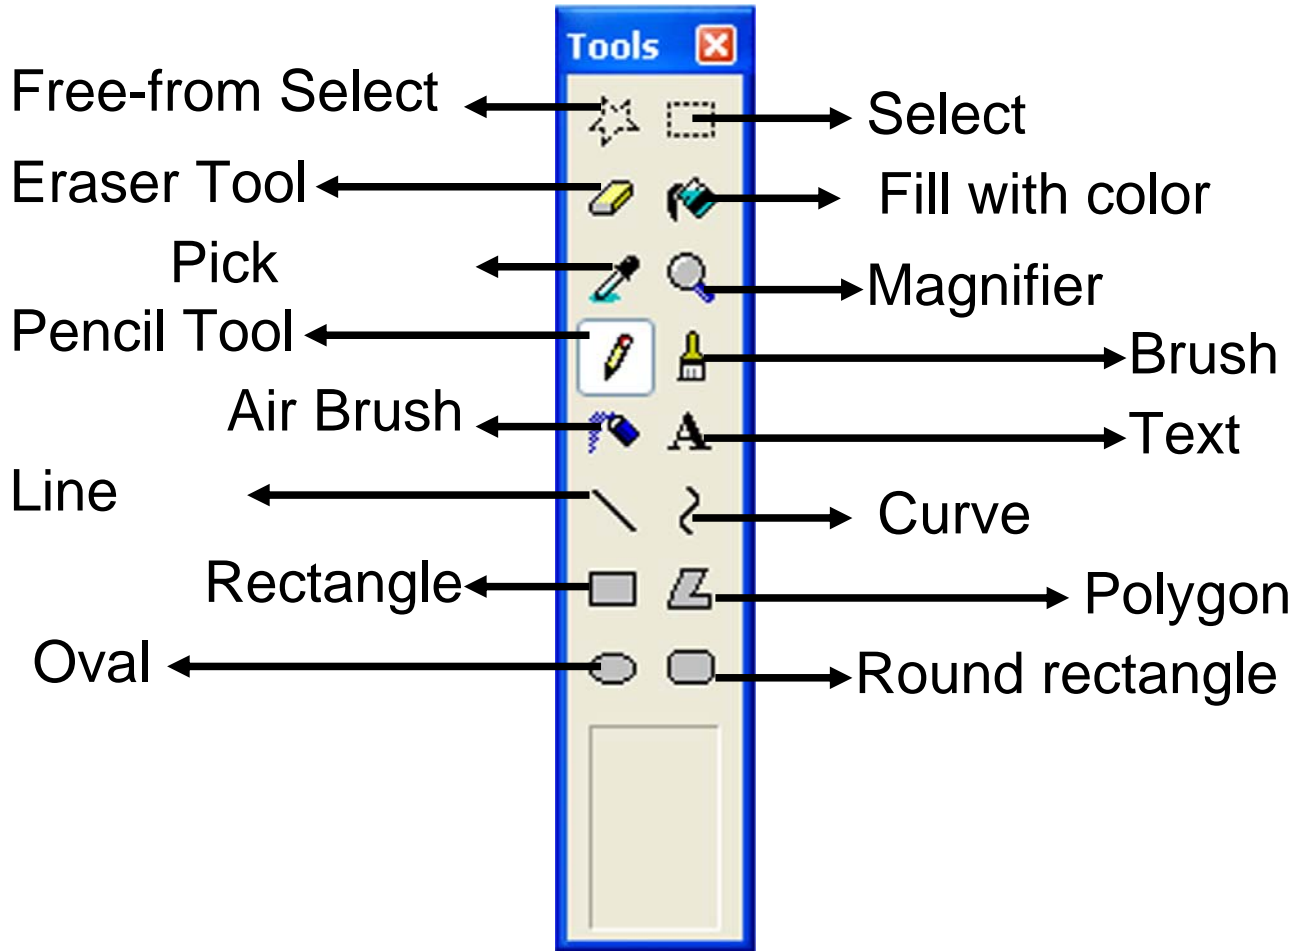 Tools
Free-from Select
Select
Eraser Tool
Fill with color
Pick
Magnifier
Pencil Tool
Brush
Air Brush
A
Text
Line
Curve
Rectangle
Polygon
Oval
Round rectangle